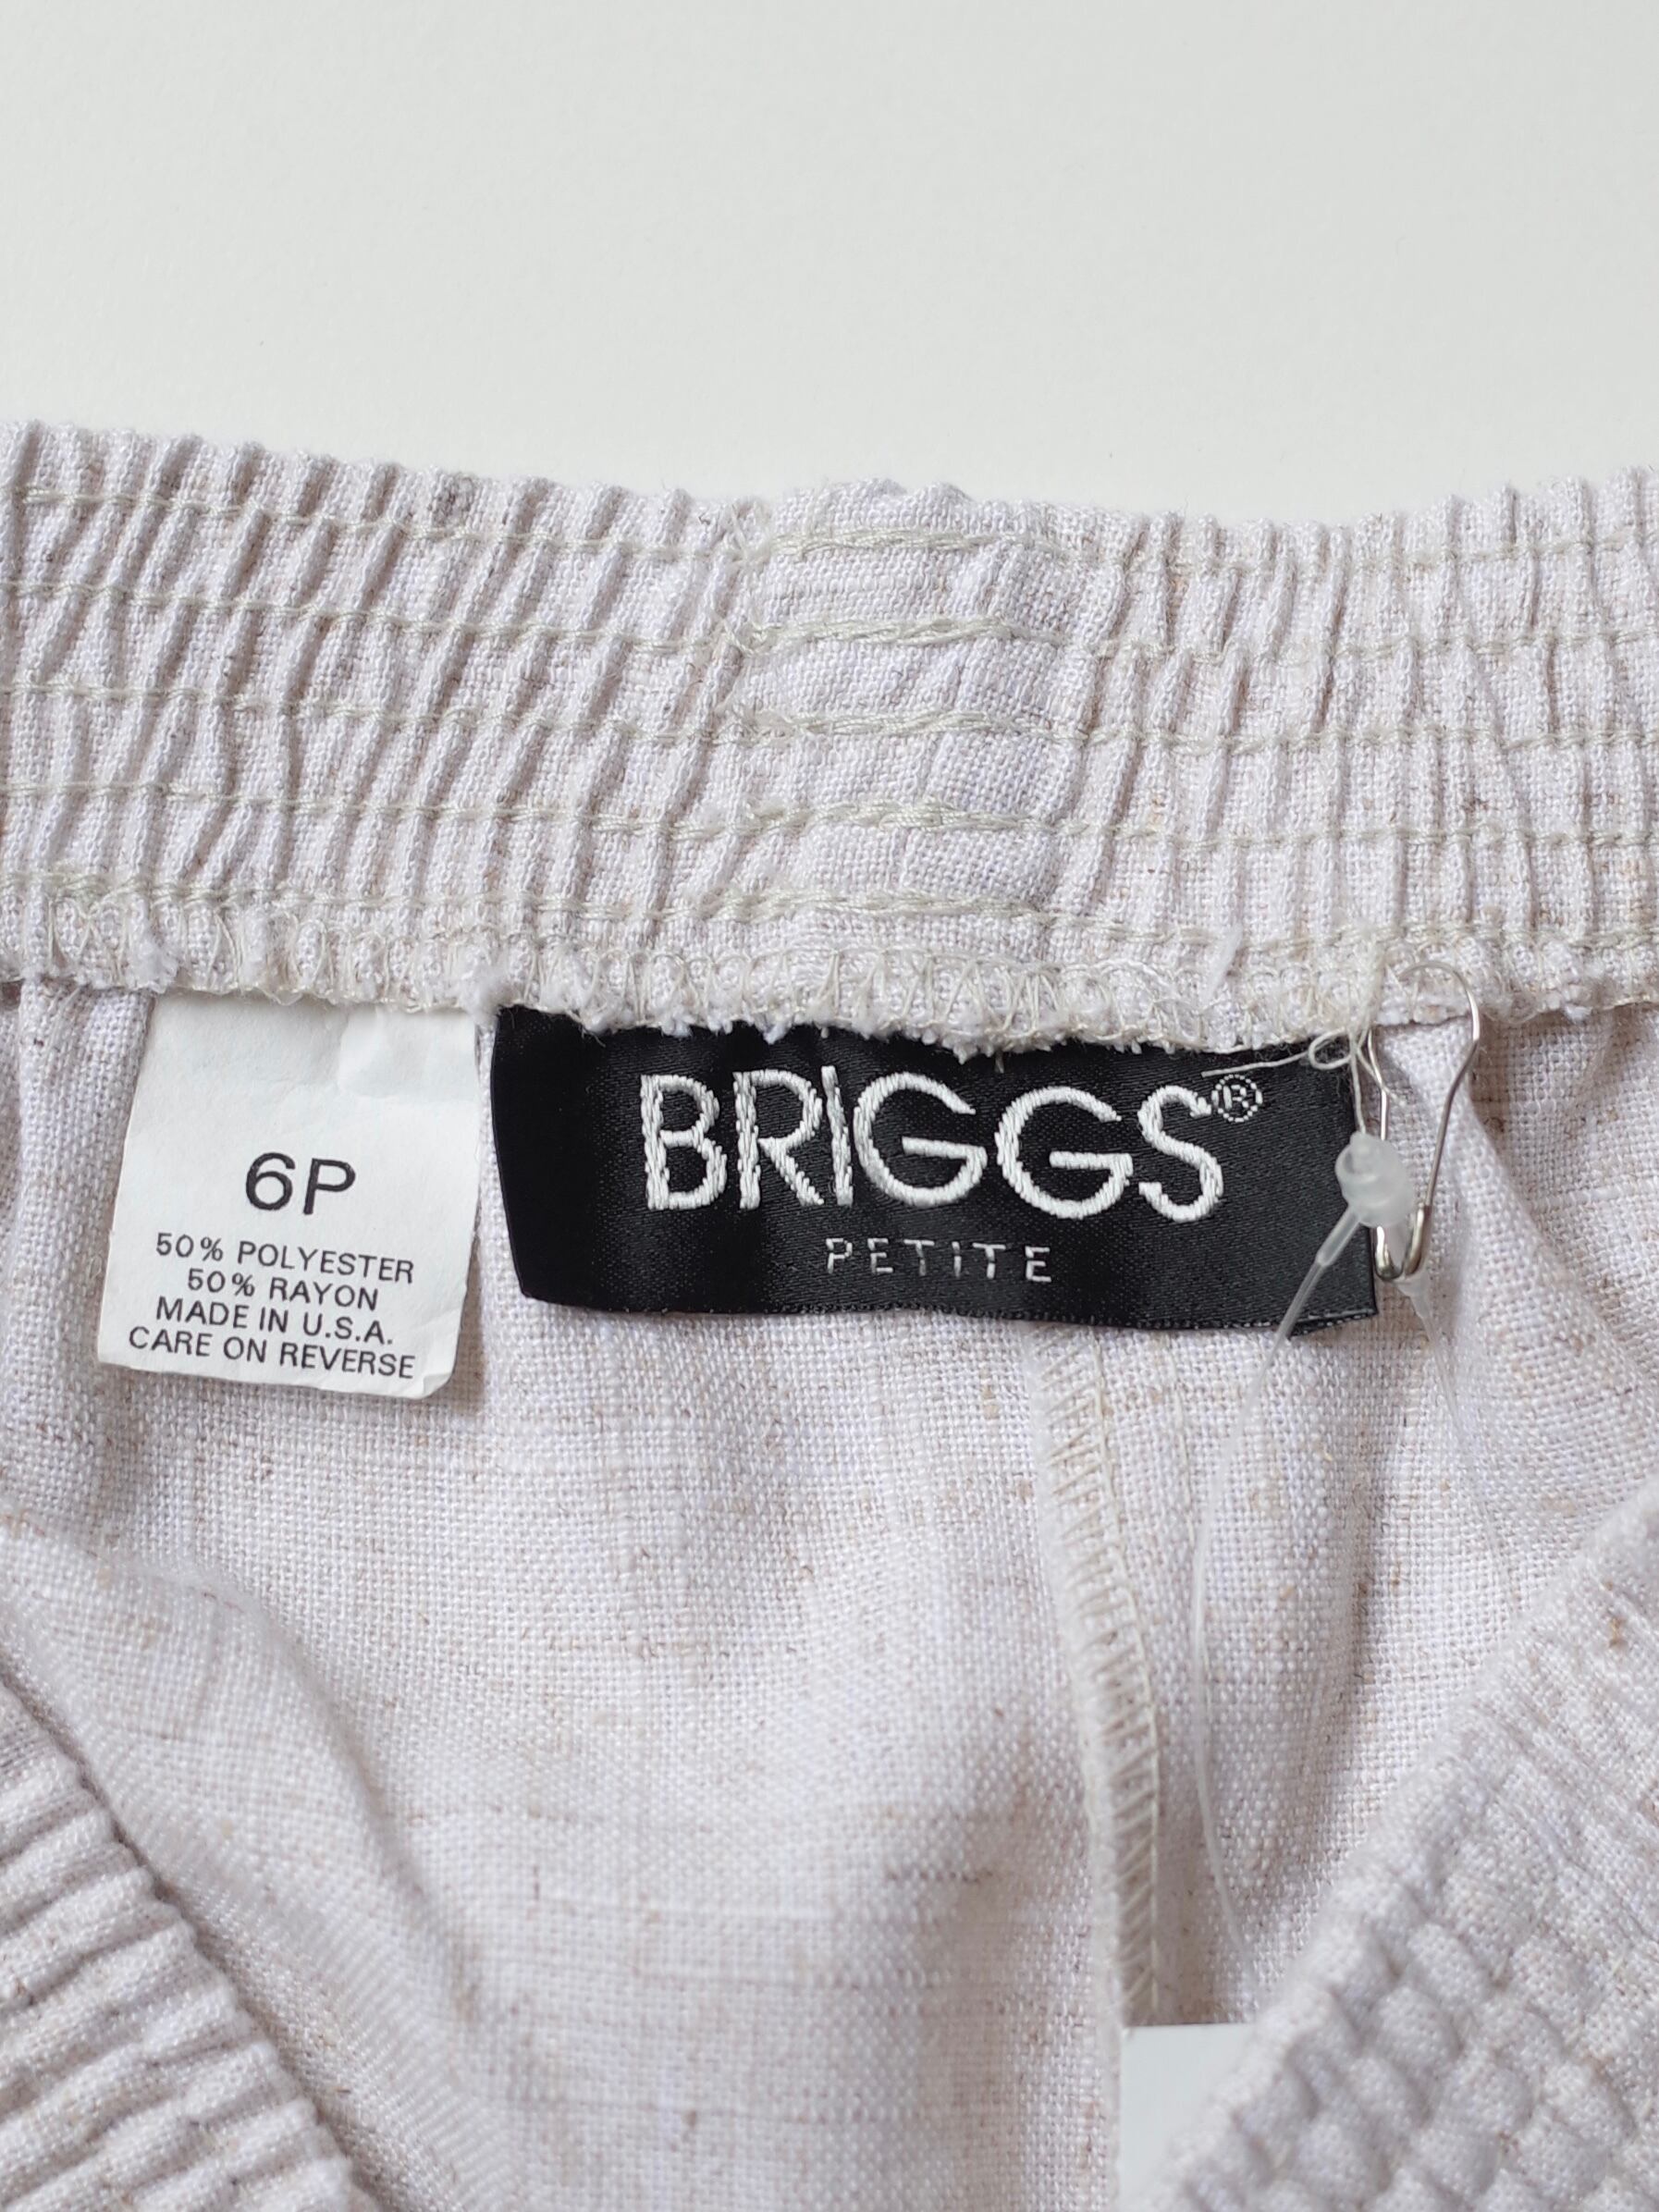 6P
50% POLYESTER
50% RAYON
MADE IN U.S.A.
CARE ON REVERSE
BRIGGS®
PETITE